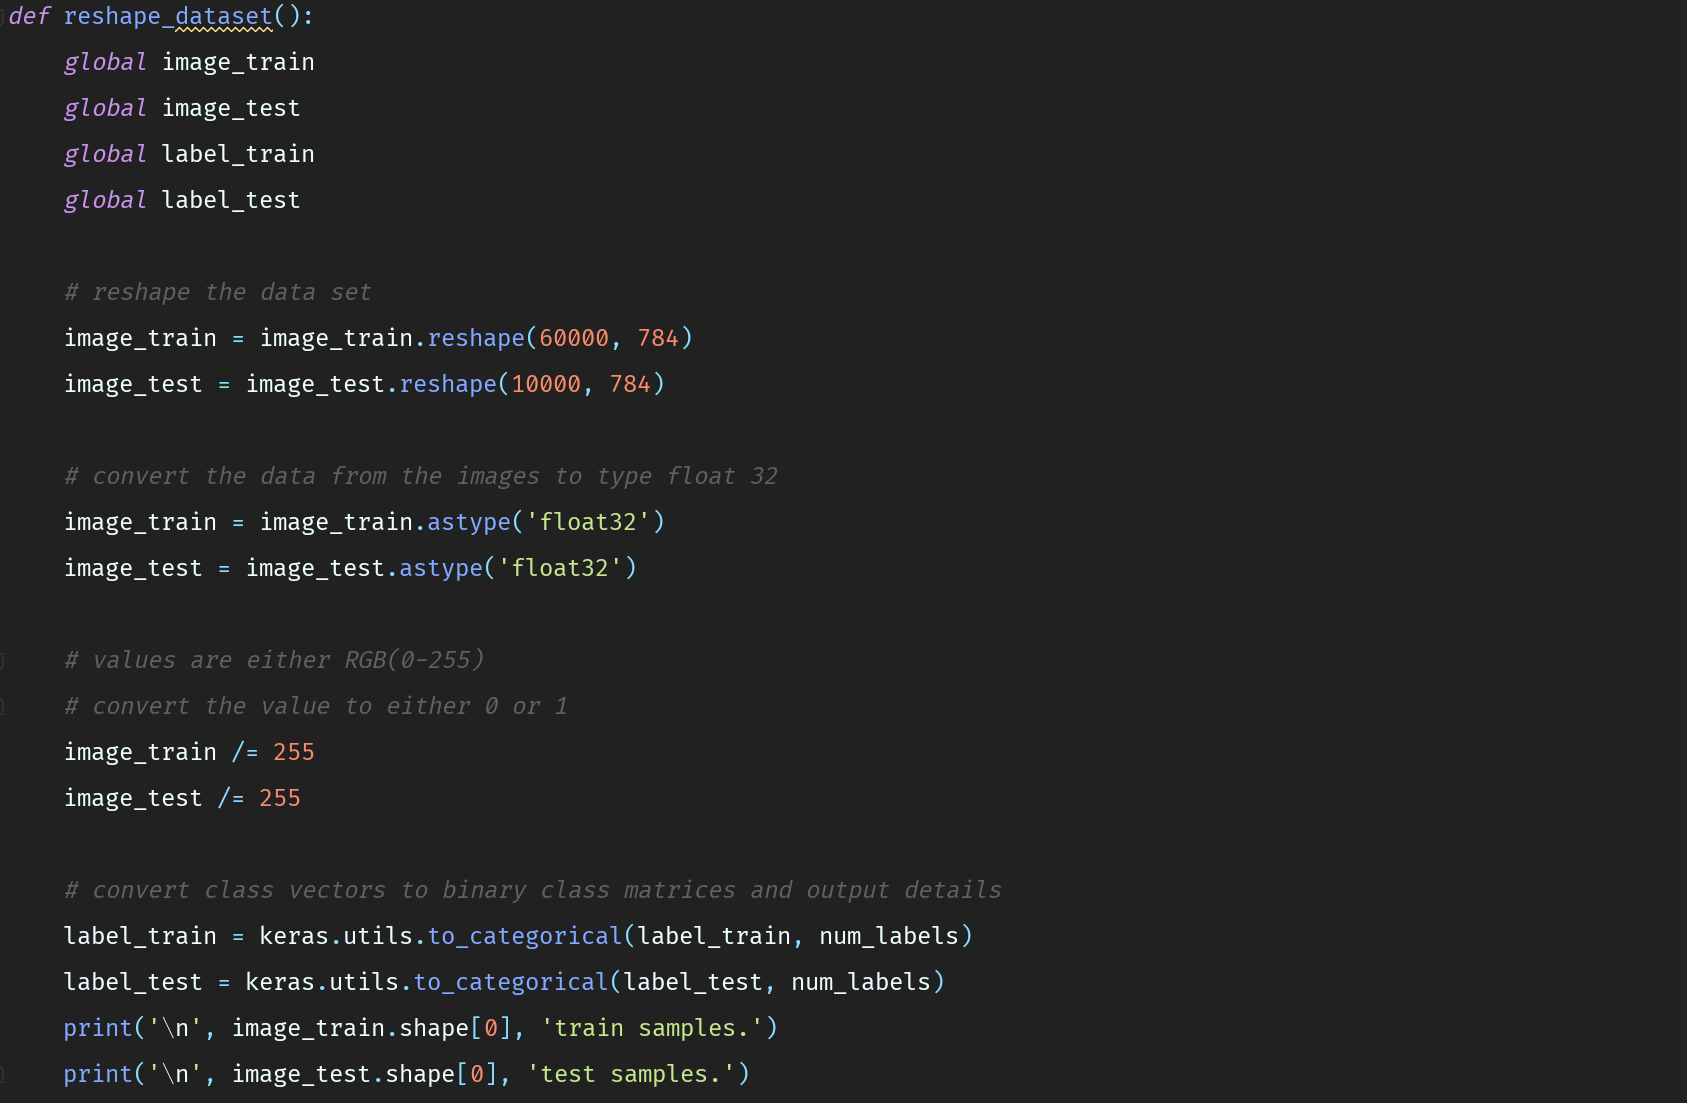 def reshape_dataset():
    global image_train
    global image_test
    global label_train
    global label_test
    # reshape the data set
    image_train = image_train.reshape(60000, 784)
    image_test = image_test.reshape(10000, 784)
    # convert the data from the images to type float 32
    image_train = image_train.astype('float32')
    image_test = image_test.astype('float32')
    # values are either RGB(0-255)
    # convert the value to either 0 or 1
    image_train /= 255
    image_test /= 255
    # convert class vectors to binary class matrices and output details
    label_train = keras.utils.to_categorical(label_train, num_labels)
    label_test = keras.utils.to_categorical(label_test, num_labels)
    print('\n', image_train.shape[0], 'train samples.')
    print('\n', image_test.shape[0], 'test samples.')